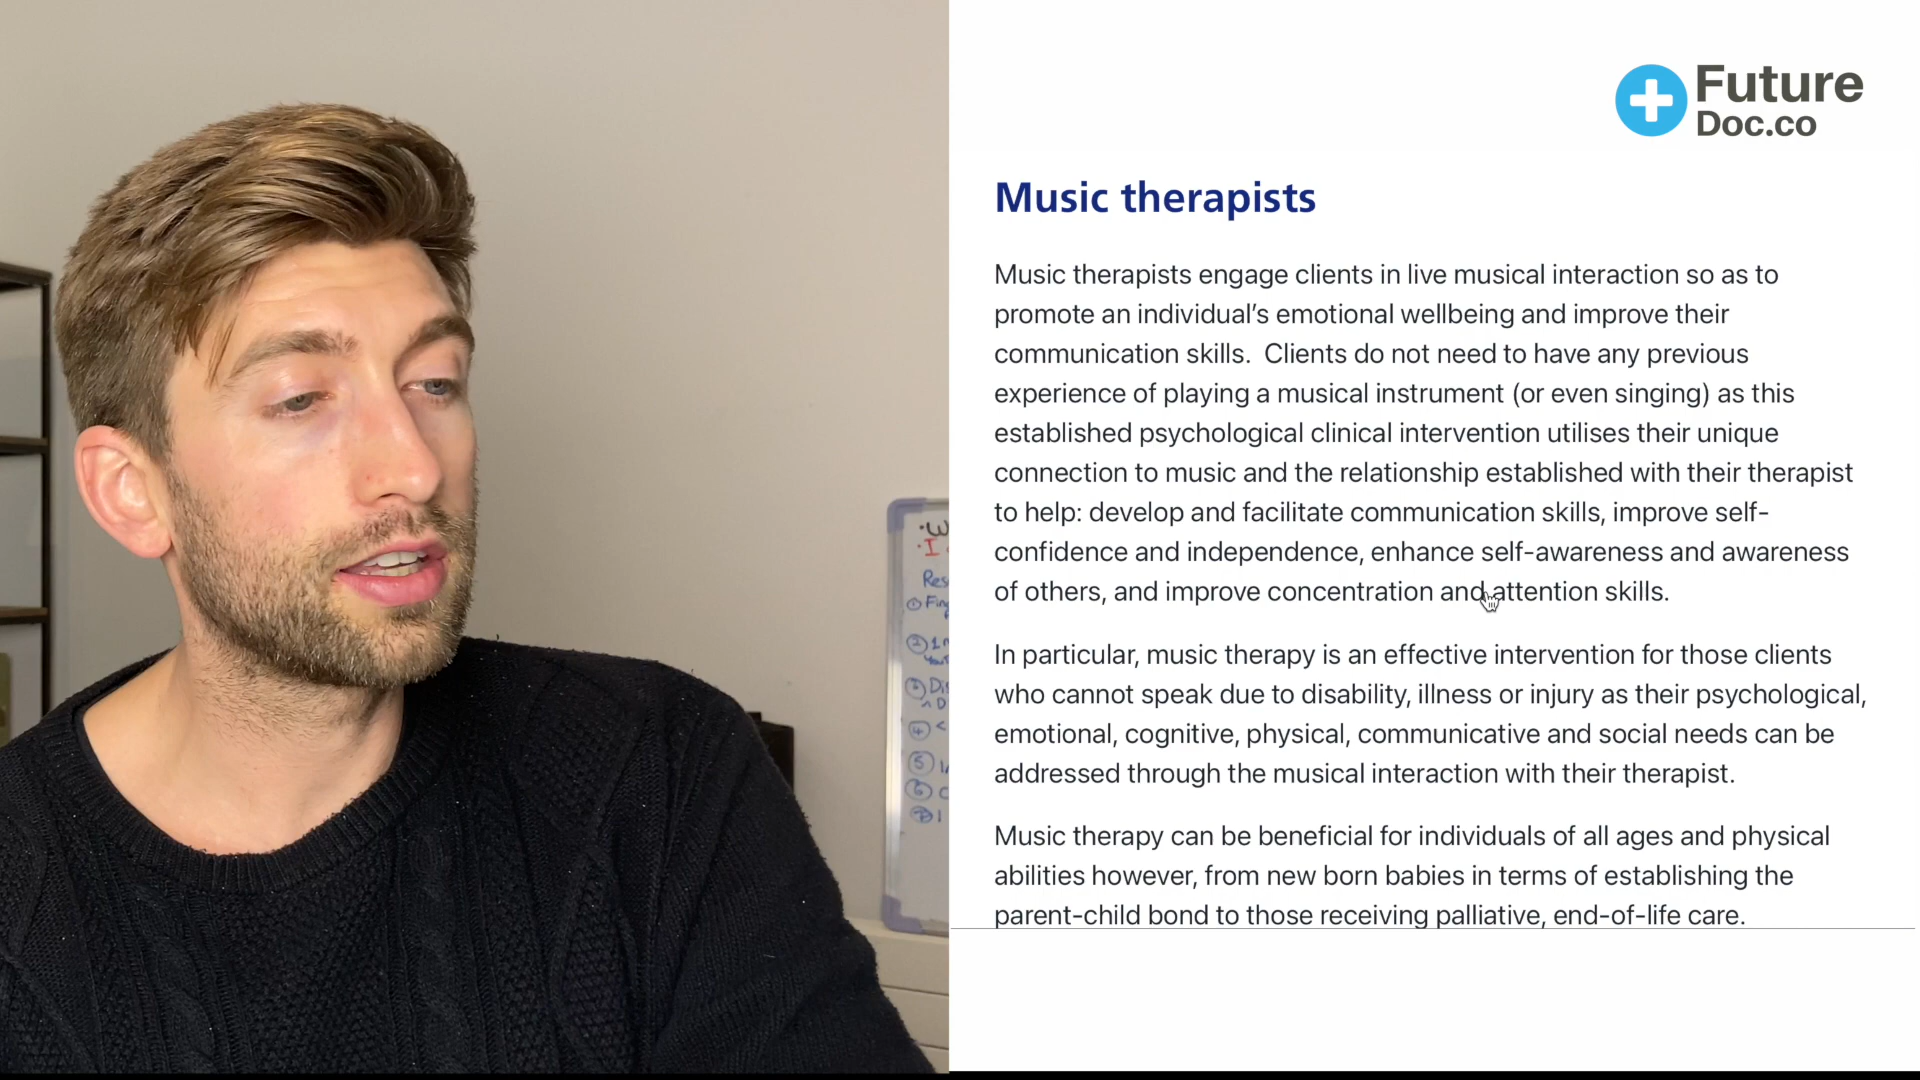 Future
Doc.co
Music therapists
Music therapists engage clients in live musical interaction so as to
promote an individual’s emotional wellbeing and improve their
communication skills.  Clients do not need to have any previous
experience of playing a musical instrument (or even singing) as this
established psychological clinical intervention utilises their unique
connection to music and the relationship established with their therapist
to help: develop and facilitate communication skills, improve self-
confidence and independence, enhance self-awareness and awareness
of others, and improve concentration and attention skills.
In particular, music therapy is an effective intervention for those clients
who cannot speak due to disability, illness or injury as their psychological,
emotional, cognitive, physical, communicative and social needs can be
addressed through the musical interaction with their therapist.
Music therapy can be beneficial for individuals of all ages and physical
abilities however, from new born babies in terms of establishing the
parent-child bond to those receiving palliative, end-of-life care.